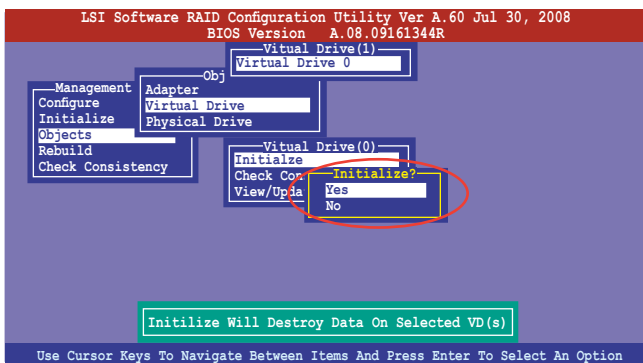 LSI Software RAID Configuration Utility Ver A.60 Jul 30, 2008
BIOS Version A.08.09161344R
Vitual Drive(1)
Virtual Drive 0
Obj
Adapter
Virtual Drive
Physical Drive
Management
Configure
Initialize
Objects
Rebuild
Check Consistency
Vitual Drive(0)
Initialze
Check Con
View/Upda
Initialize?
Yes
No
Initilize Will Destroy Data On Selected VD(s)
Use Cursor Keys To Navigate Between Items And Press Enter To Select An Option